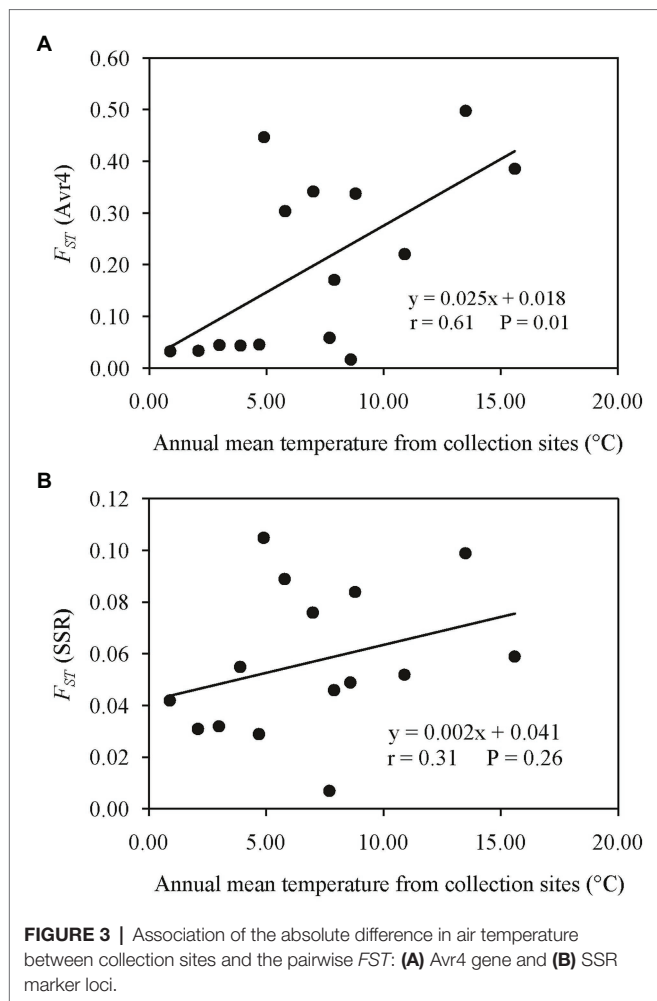 A
0.60
0.50
0.40
0.30
0.20
0.10
0.00
FST (Avr4)
y = 0.025x + 0.018
r = 0.61 P = 0.01
0.00 5.00 10.00 15.00 20.00
Annual mean temperature from collection sites (°C)
B
0.12
0.10
0.08
0.06
0.04
0.02
0.00
FST (SSR)
y = 0.002x + 0.041
r = 0.31 P = 0.26
0.00 5.00 10.00 15.00 20.00
Annual mean temperature from collection sites (°C)
FIGURE 3 | Association of the absolute difference in air temperature
between collection sites and the pairwise FST: (A) Avr4 gene and (B) SSR
marker loci.